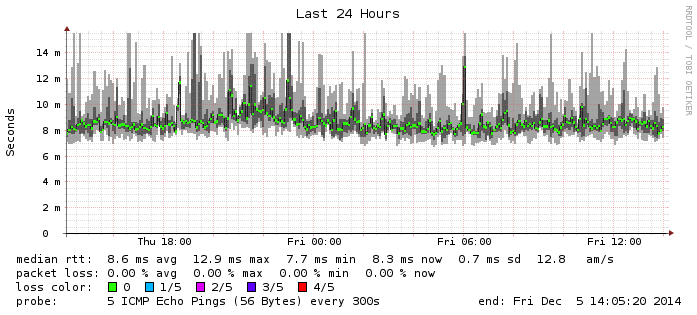 Last 24 Hours
RRDTOOL / TOBI OETIKER
Seconds
14 m
12 m
10 m
8 m
6 m
4 m
2 m
0
Thu 18:00 Fri 00:00 Fri 06:00 Fri 12:00
median rtt: 8.6 ms avg 12.9 ms max 7.7 ms min 8.3 ms now 0.7 ms sd 12.8 am/s
packet loss: 0.00 % avg 0.00 % max 0.00 % min 0.00 % now
loss color: 0 1/5 2/5 3/5 4/5
probe: 5 ICMP Echo Pings (56 Bytes) every 300s end: Fri Dec 5 14:05:20 2014